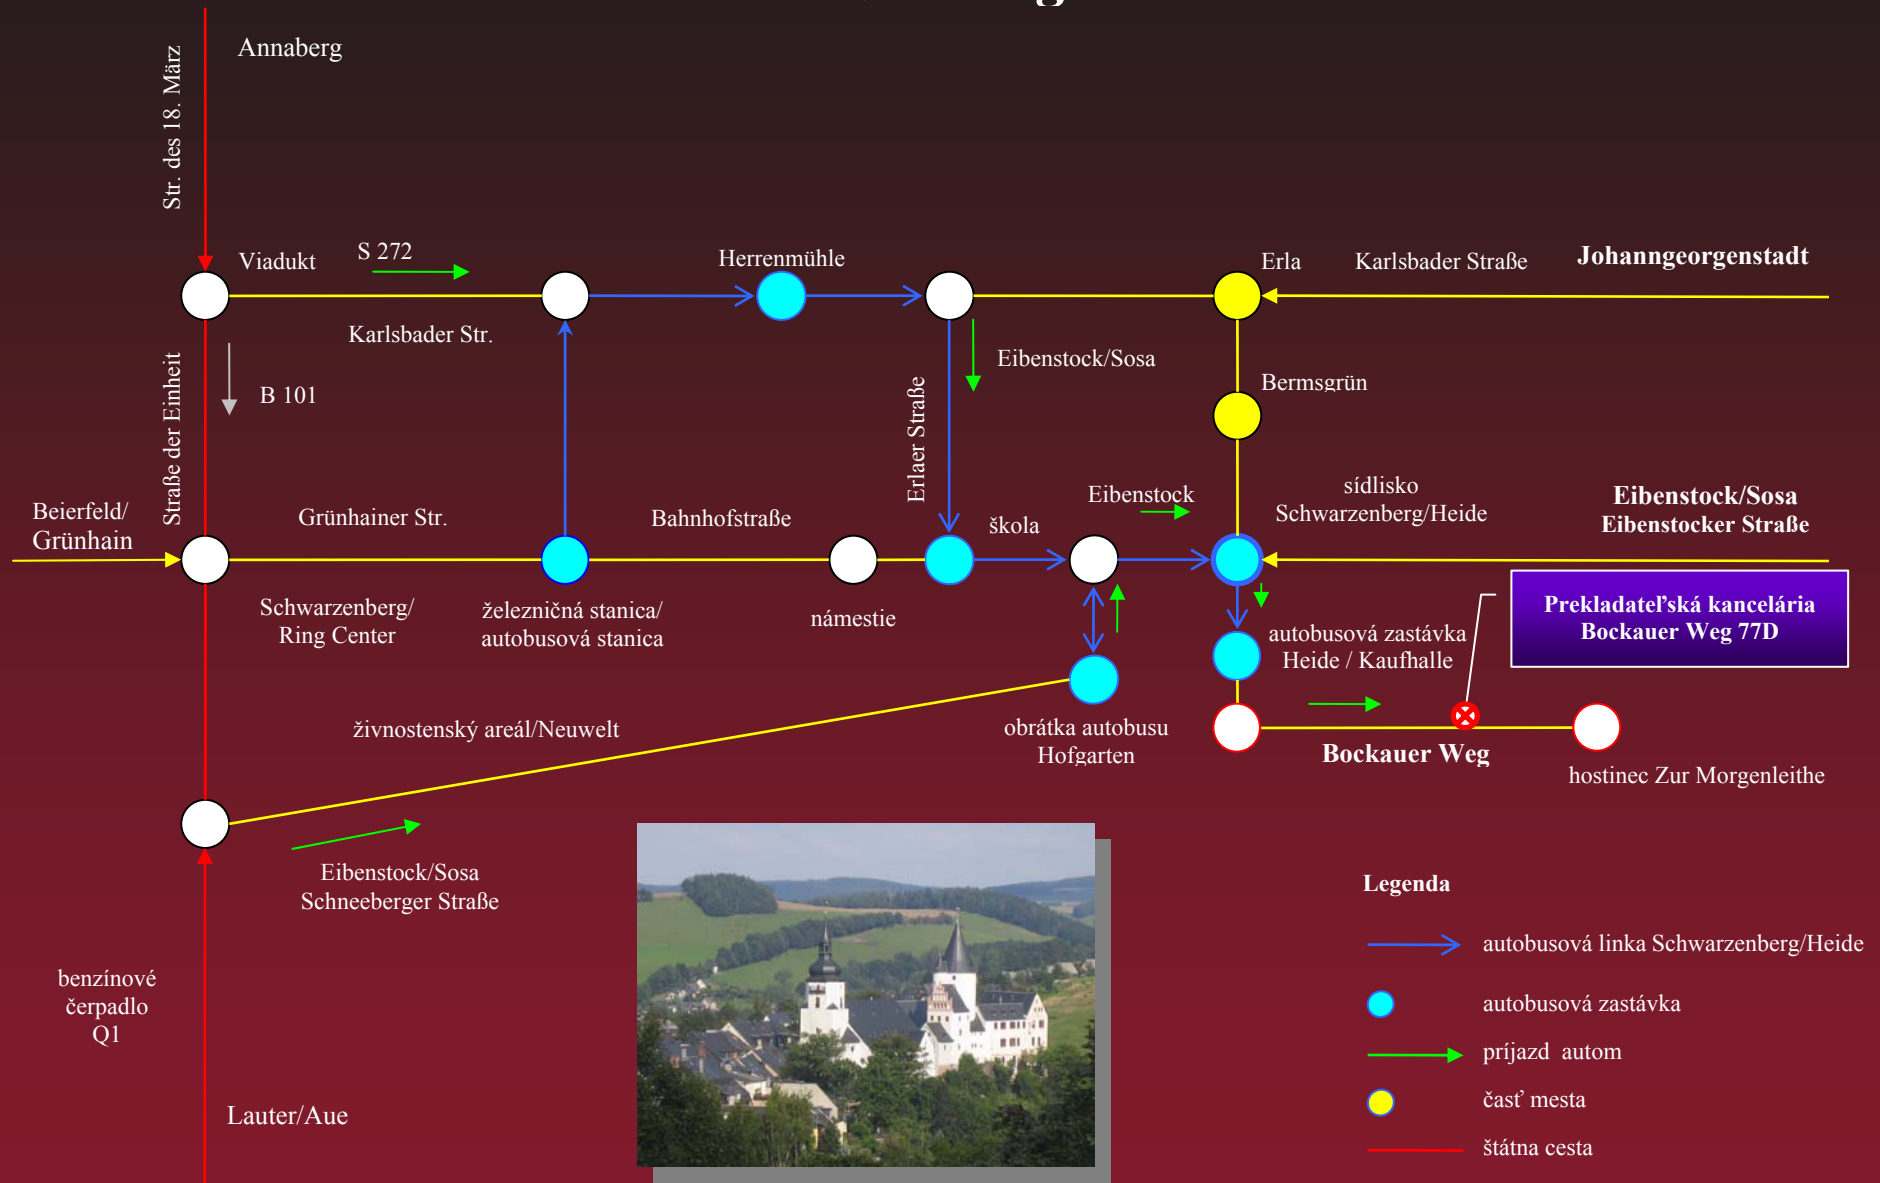 Annaberg
Str. des 18. März
Viadukt
S 272
Herrenmühle
Erla
Karlsbader Straße
Johanngeorgenstadt
Karlsbader Str.
Eibenstock/Sosa
Bermsgrün
Straße der Einheit
B 101
Erlaer Straße
Beierfeld/
Grünhain
Grünhainer Str.
Bahnhofstraße
škola
Eibenstock
sídlisko
Schwarzenberg/Heide
Eibenstock/Sosa
Eibenstocker Straße
Schwarzenberg/
Ring Center
železničná stanica/
autobusová stanica
námestie
autobusová zastávka
Heide / Kaufhalle
Prekladateľská kancelária
Bockauer Weg 77D
živnostenský areál/Neuwelt
obrátka autobusu
Hofgarten
Bockauer Weg
hostinec Zur Morgenleithe
Eibenstock/Sosa
Schneeberger Straße
benzínové
čerpadlo
Q1
Lauter/Aue
Legenda
autobusová linka Schwarzenberg/Heide
autobusová zastávka
príjazd autom
časť mesta
štátna cesta